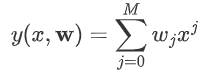 y(x, w) = \sum_{j=0}^{M} w_j x^j